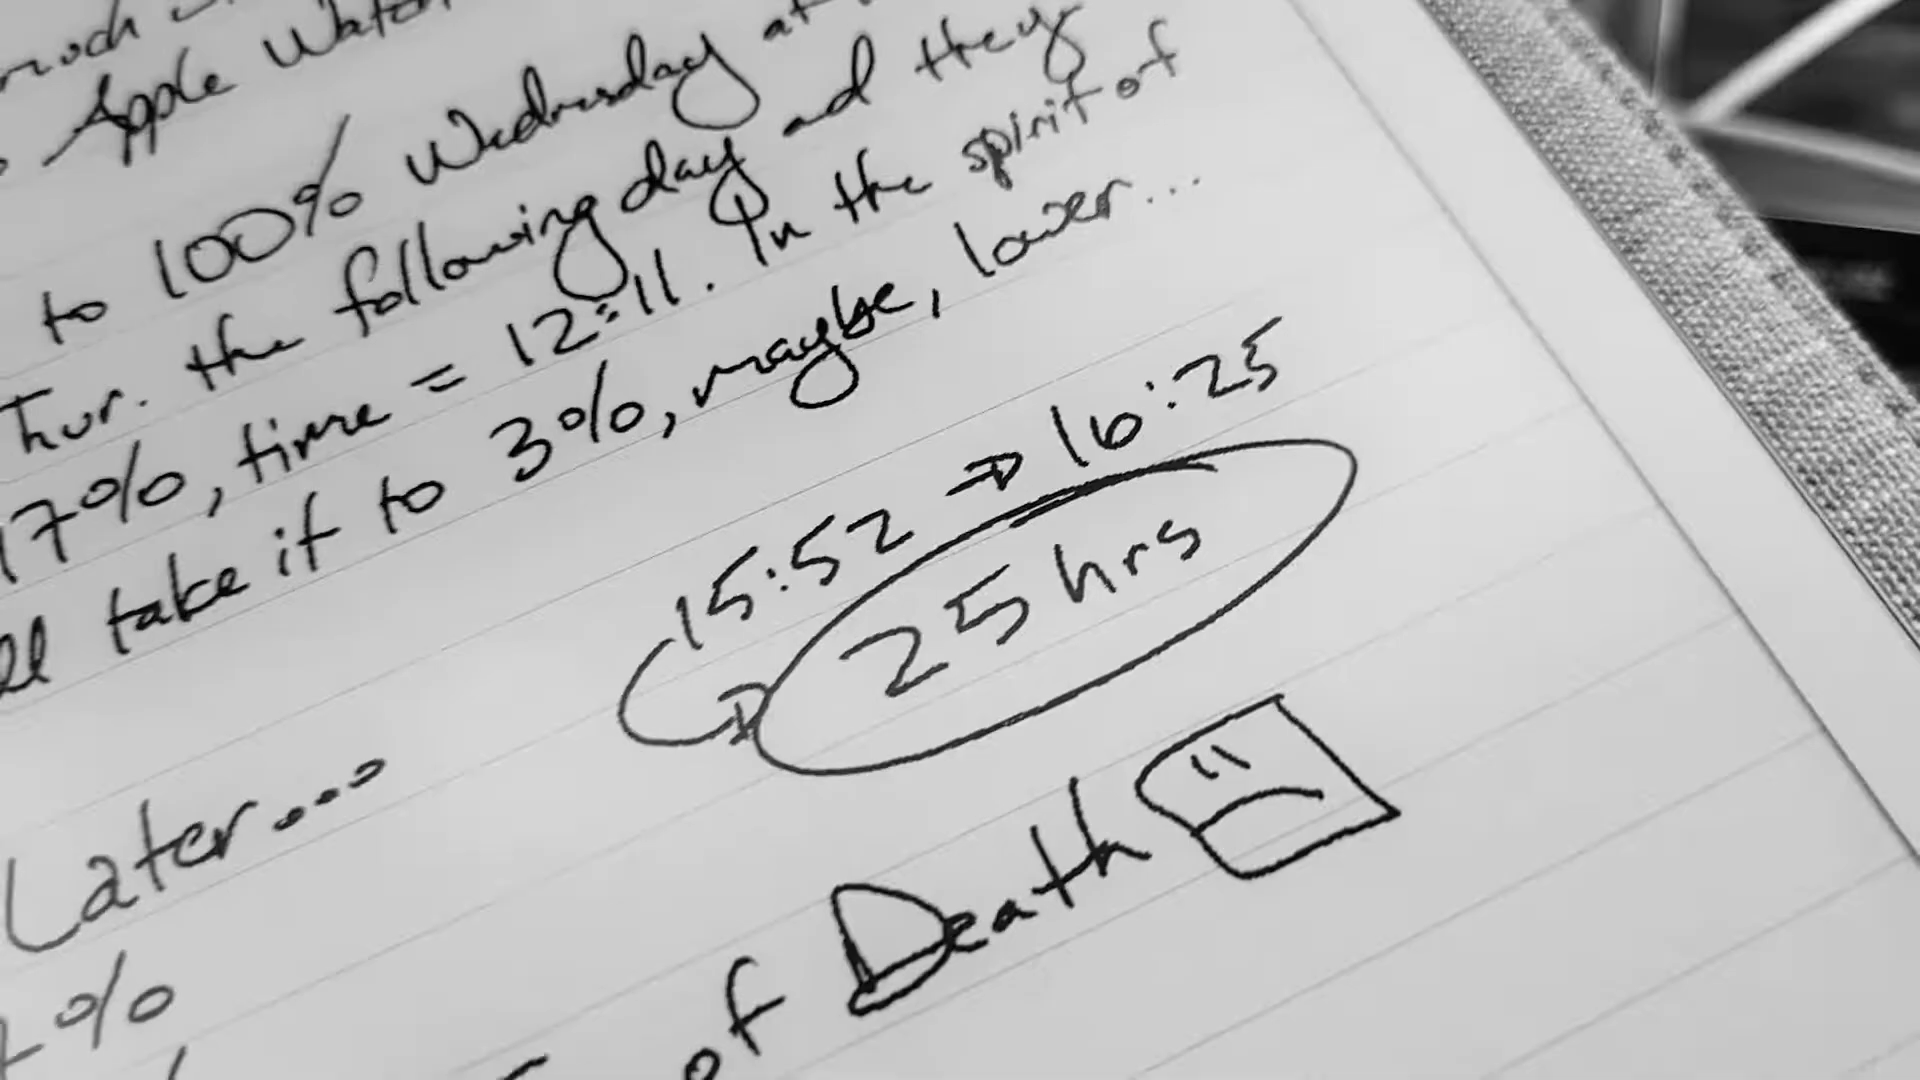 Apple Watch
to 100% Wednesday at
Thur. the following day and they
17%, time = 12:11. In the spirit of
take it to 3%, maybe, lower...
15:52 → 16:25
25 hrs
Later...
%
of Death